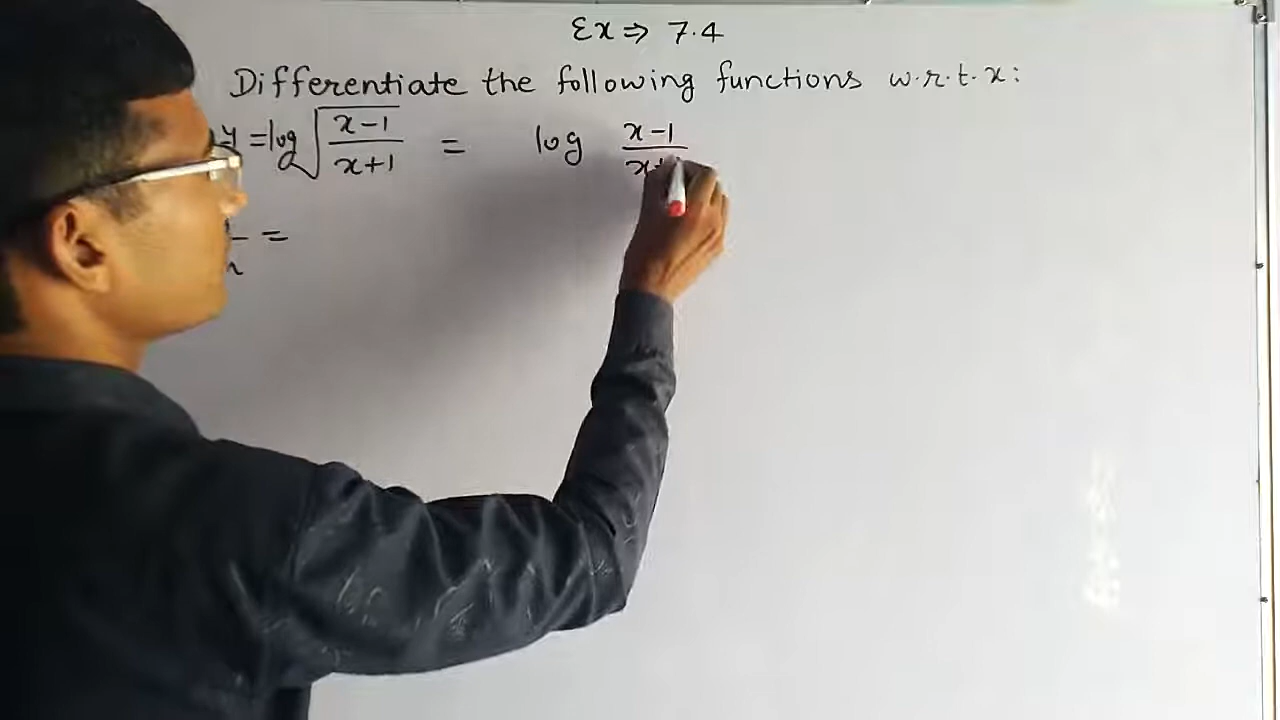 Ex ⇒ 7.4
Differentiate the following functions w.r.t. x:
y = log √((x-1)/(x+1)) = log (x-1)/(x+
=